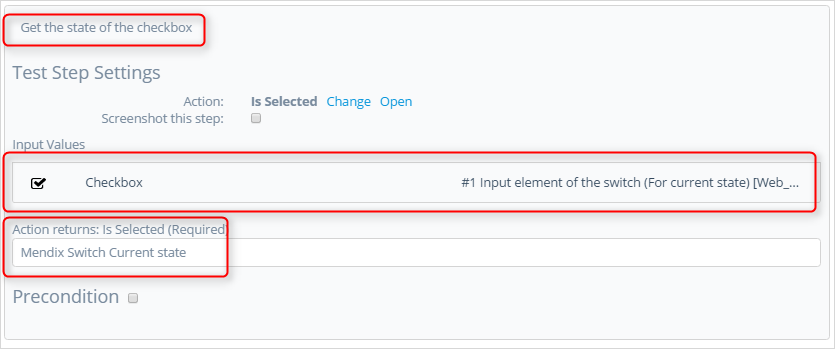 Get the state of the checkbox
Test Step Settings
Action: Is Selected Change Open
Screenshot this step:
Input Values
Checkbox #1 Input element of the switch (For current state) [Web_...
Action returns: Is Selected (Required)
Mendix Switch Current state
Precondition